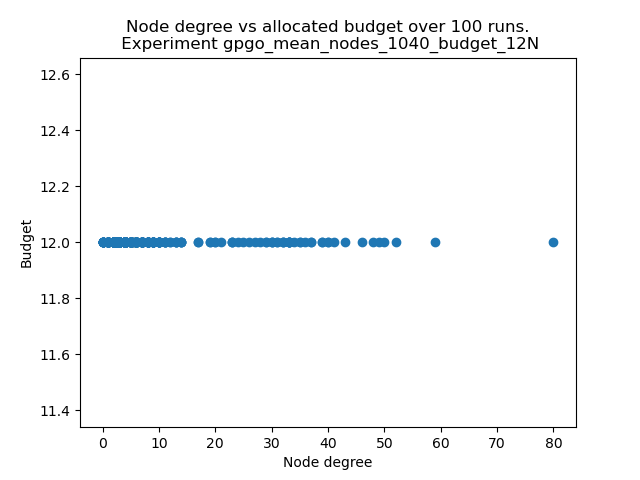 Node degree vs allocated budget over 100 runs.
Experiment gpgo_mean_nodes_1040_budget_12N
12.6
12.4
12.2
12.0
11.8
11.6
11.4
Budget
0 10 20 30 40 50 60 70 80
Node degree